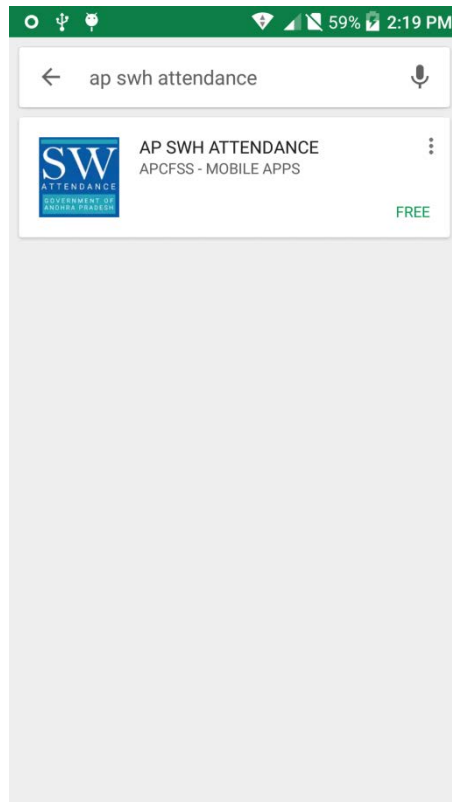 59% 2:19 PM
ap swh attendance
SW
ATTENDANCE
GOVERNMENT OF
ANDHRA PRADESH
AP SWH ATTENDANCE
APCFSS - MOBILE APPS
FREE